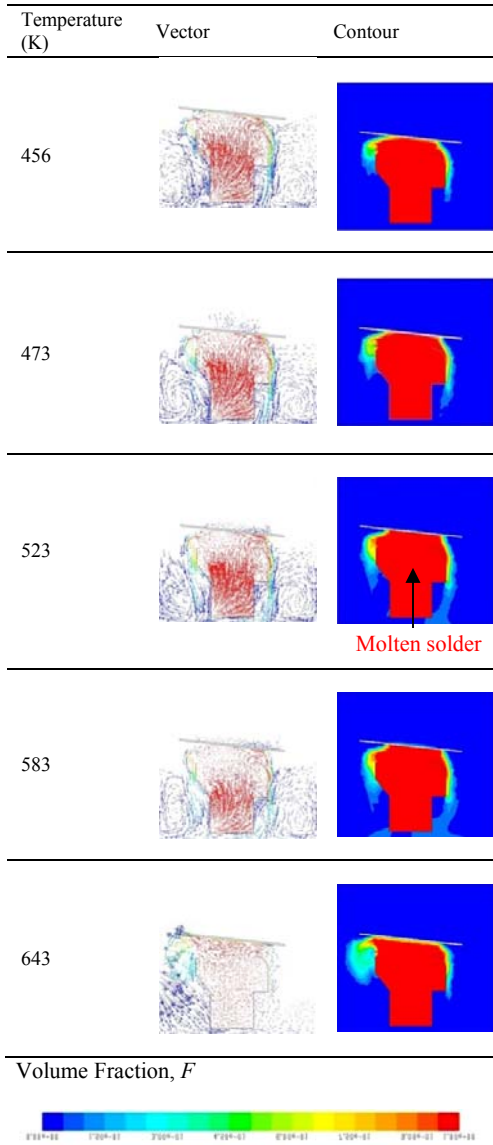 Temperature
(K)
Vector
Contour
456
473
523
Molten solder
583
643
Volume Fraction, F